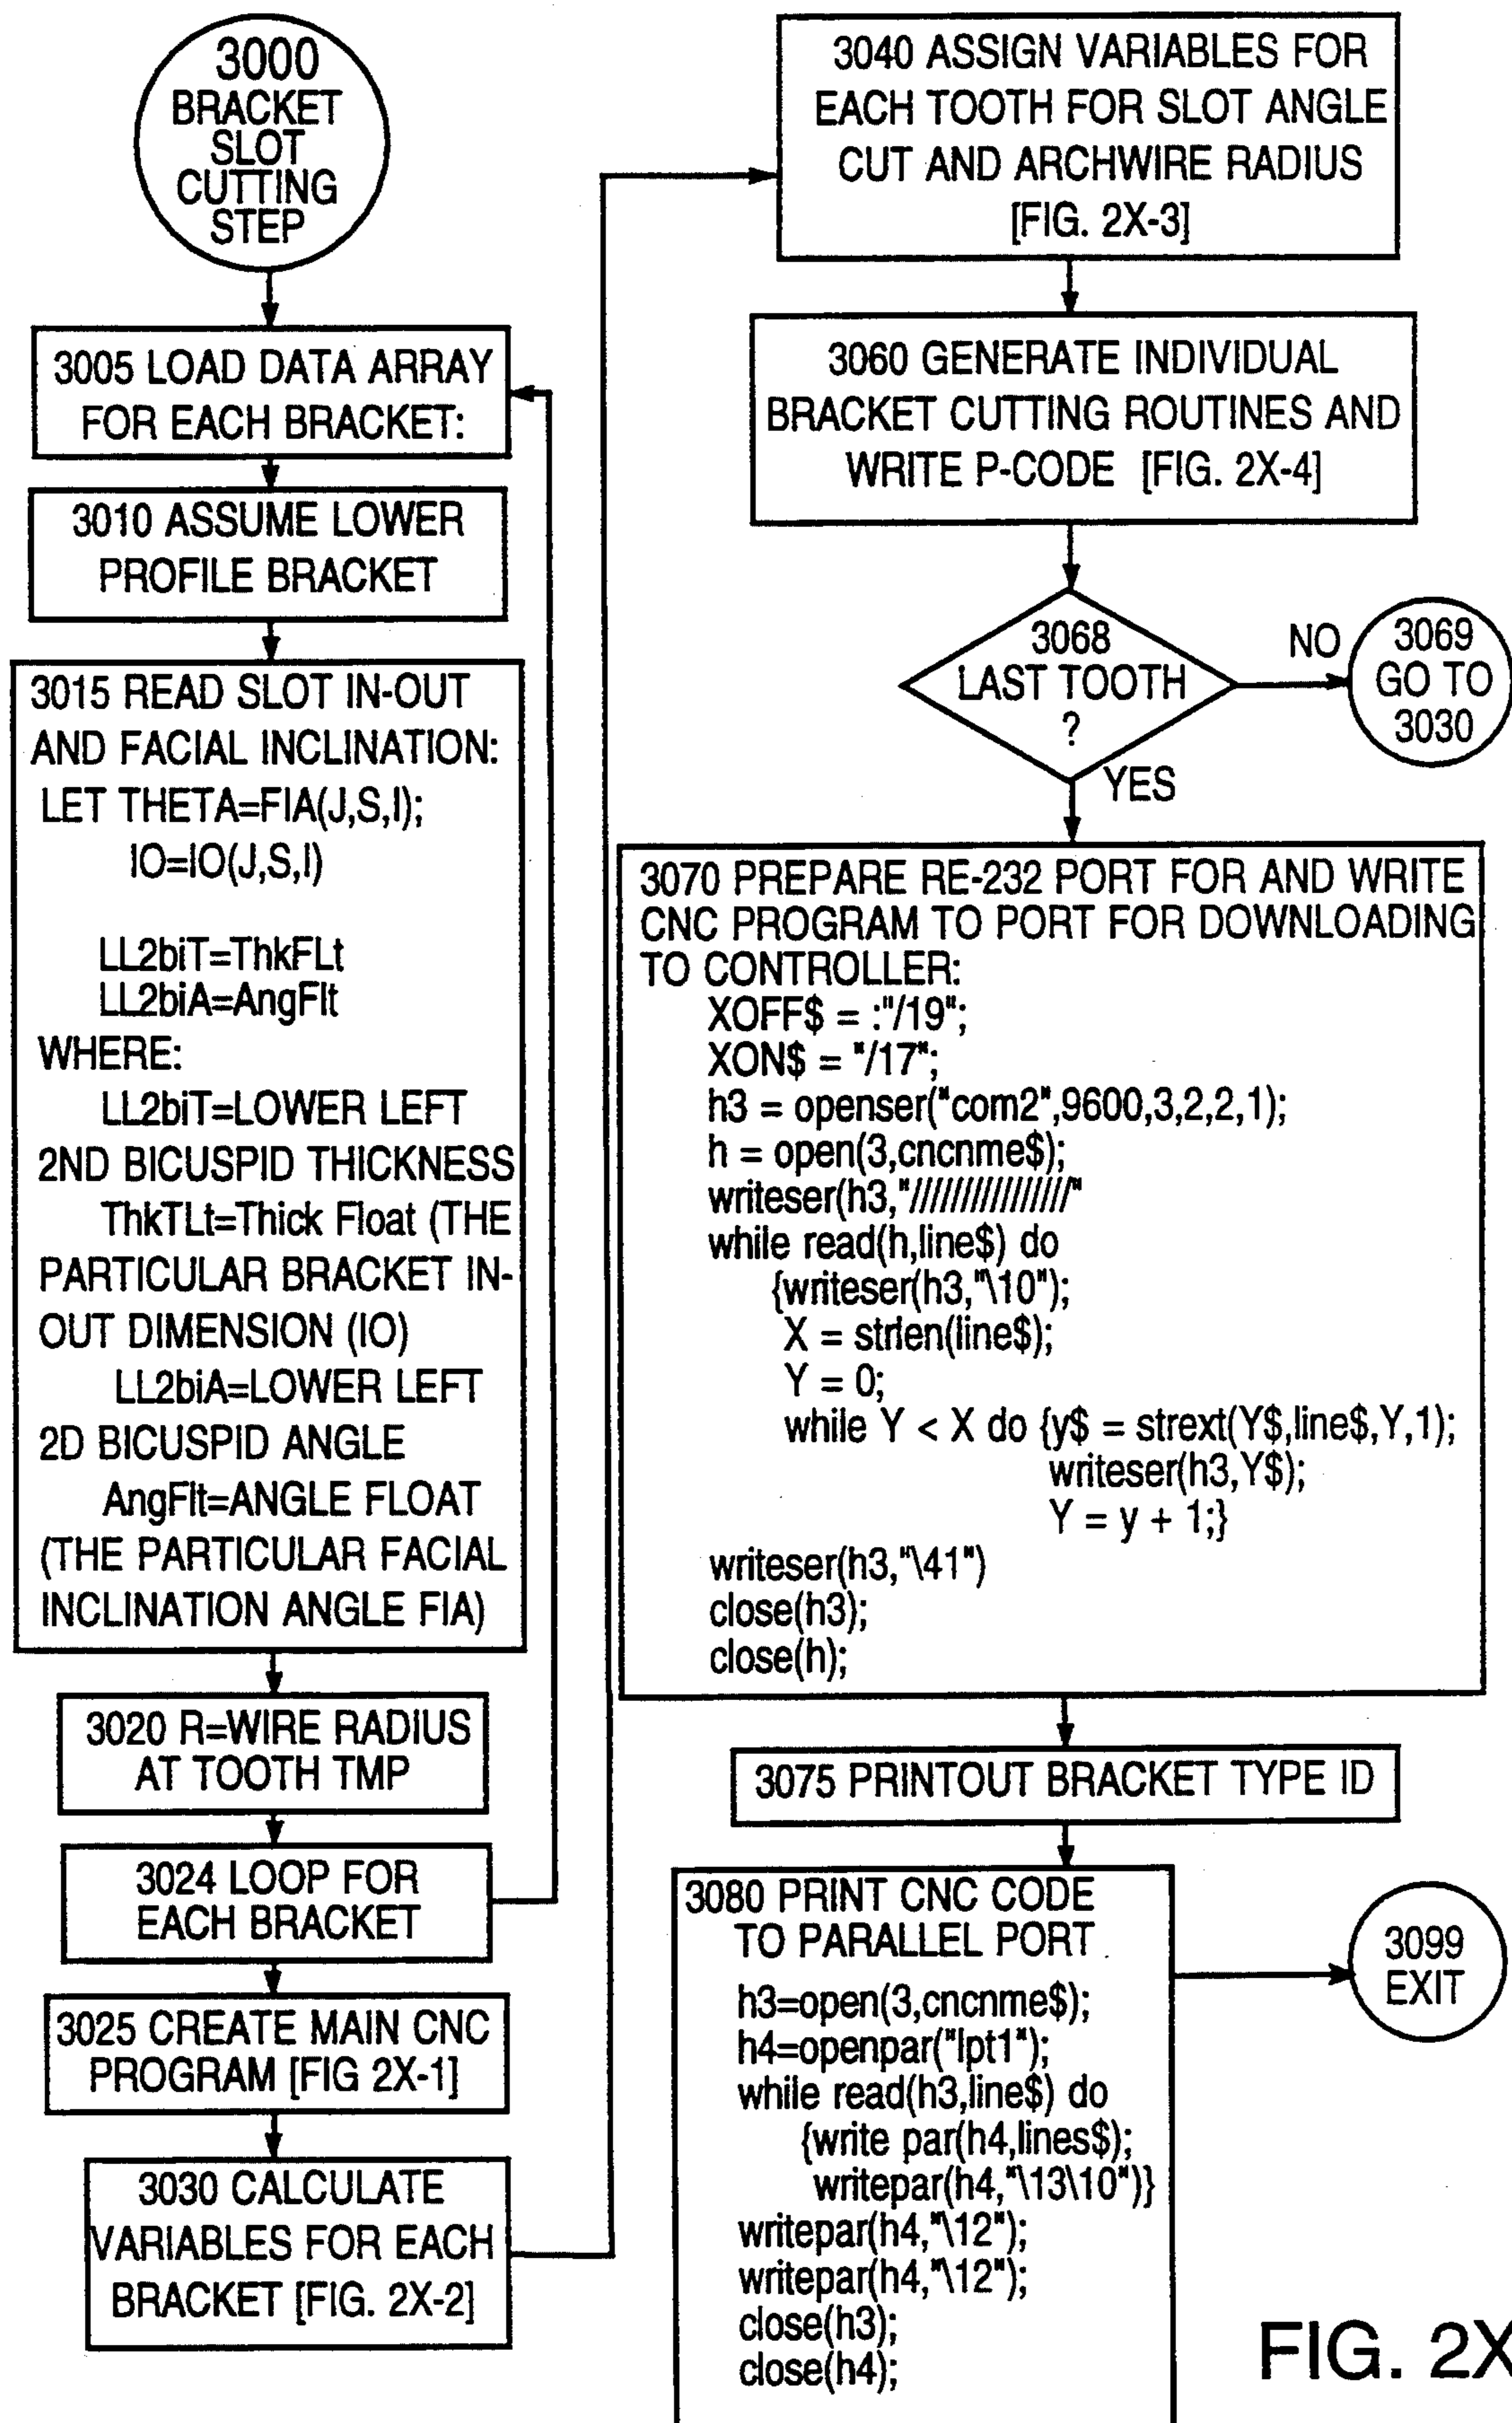 3000
BRACKET
SLOT
CUTTING
STEP
3005 LOAD DATA ARRAY
FOR EACH BRACKET:
3010 ASSUME LOWER
PROFILE BRACKET
3015 READ SLOT IN-OUT
AND FACIAL INCLINATION:
LET THETA=FIA(J,S,I);
IO=IO(J,S,I)
LL2biT=ThkFLt
LL2biA=AngFlt
WHERE:
LL2biT=LOWER LEFT
2ND BICUSPID THICKNESS
ThkTLt=Thick Float (THE
PARTICULAR BRACKET IN-
OUT DIMENSION (IO)
LL2biA=LOWER LEFT
2D BICUSPID ANGLE
AngFlt=ANGLE FLOAT
(THE PARTICULAR FACIAL
INCLINATION ANGLE FIA)
3020 R=WIRE RADIUS
AT TOOTH TMP
3024 LOOP FOR
EACH BRACKET
3025 CREATE MAIN CNC
PROGRAM [FIG 2X-1]
3030 CALCULATE
VARIABLES FOR EACH
BRACKET [FIG. 2X-2]
3040 ASSIGN VARIABLES FOR
EACH TOOTH FOR SLOT ANGLE
CUT AND ARCHWIRE RADIUS
[FIG. 2X-3]
3060 GENERATE INDIVIDUAL
BRACKET CUTTING ROUTINES AND
WRITE P-CODE [FIG. 2X-4]
3068
LAST TOOTH
?
NO
3069
GO TO
3030
YES
3070 PREPARE RE-232 PORT FOR AND WRITE
CNC PROGRAM TO PORT FOR DOWNLOADING
TO CONTROLLER:
XOFF$ = :"/19";
XON$ = "/17";
h3 = openser("com2",9600,3,2,2,1);
h = open(3,cncnme$);
writeser(h3,"////////////////"
while read(h,line$) do
{writeser(h3,"\10");
X = strlen(line$);
Y = 0;
while Y < X do {y$ = strext(Y$,line$,Y,1);
writeser(h3,Y$);
Y = y + 1;}
writeser(h3,"\41")
close(h3);
close(h);
3075 PRINTOUT BRACKET TYPE ID
3080 PRINT CNC CODE
TO PARALLEL PORT
h3=open(3,cncnme$);
h4=openpar("lpt1");
while read(h3,line$) do
{write par(h4,lines$);
writepar(h4,"\13\10")}
writepar(h4,"\12");
writepar(h4,"\12");
close(h3);
close(h4);
3099
EXIT
FIG. 2X